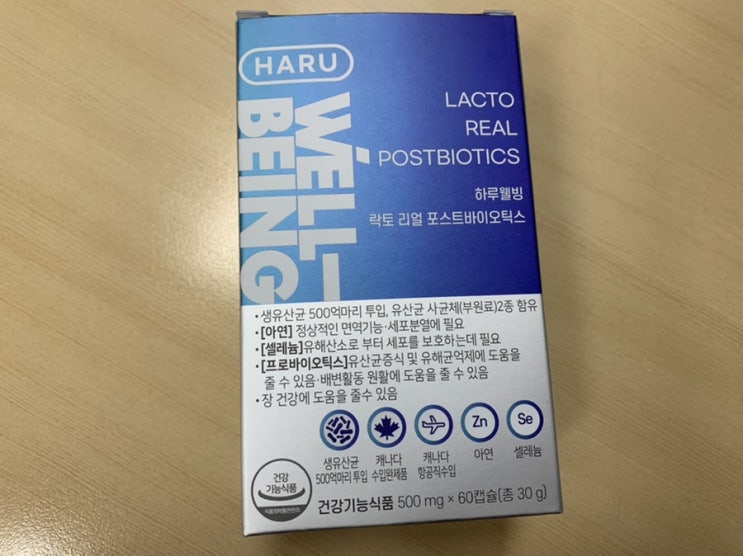 HARU
WELL-
BEING
LACTO
REAL
POSTBIOTICS
하루웰빙
락토 리얼 포스트바이오틱스
• 생유산균 500억마리 투입, 유산균 사균체(부원료)2종 함유
• [아연] 정상적인 면역기능·세포분열에 필요
• [셀레늄]유해산소로 부터 세포를 보호하는데 필요
• [프로바이오틱스]유산균증식 및 유해균억제에 도움을
줄 수 있음·배변활동 원활에 도움을 줄 수 있음
• 장 건강에 도움을 줄수 있음
Zn
Se
생유산균
500억마리 투입
캐나다
수입완제품
캐나다
항공직수입
아연
셀레늄
건강
기능식품
식품의약품안전처
건강기능식품 500 mg × 60캡슐(총 30 g)